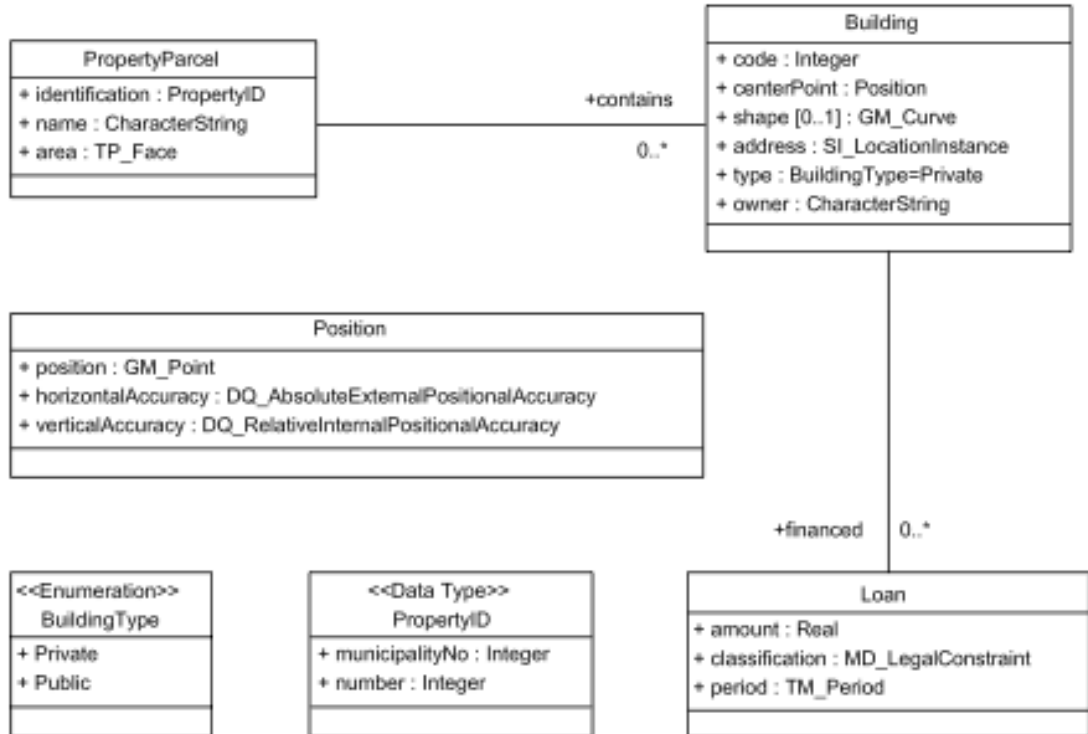 PropertyParcel
+ identification : PropertyID
+ name : CharacterString
+ area : TP_Face
+contains
0..*
Building
+ code : Integer
+ centerPoint : Position
+ shape [0..1] : GM_Curve
+ address : SI_LocationInstance
+ type : BuildingType=Private
+ owner : CharacterString
Position
+ position : GM_Point
+ horizontalAccuracy : DQ_AbsoluteExternalPositionalAccuracy
+ verticalAccuracy : DQ_RelativeInternalPositionalAccuracy
+financed
0..*
<<Enumeration>>
BuildingType
+ Private
+ Public
<<Data Type>>
PropertyID
+ municipalityNo : Integer
+ number : Integer
Loan
+ amount : Real
+ classification : MD_LegalConstraint
+ period : TM_Period